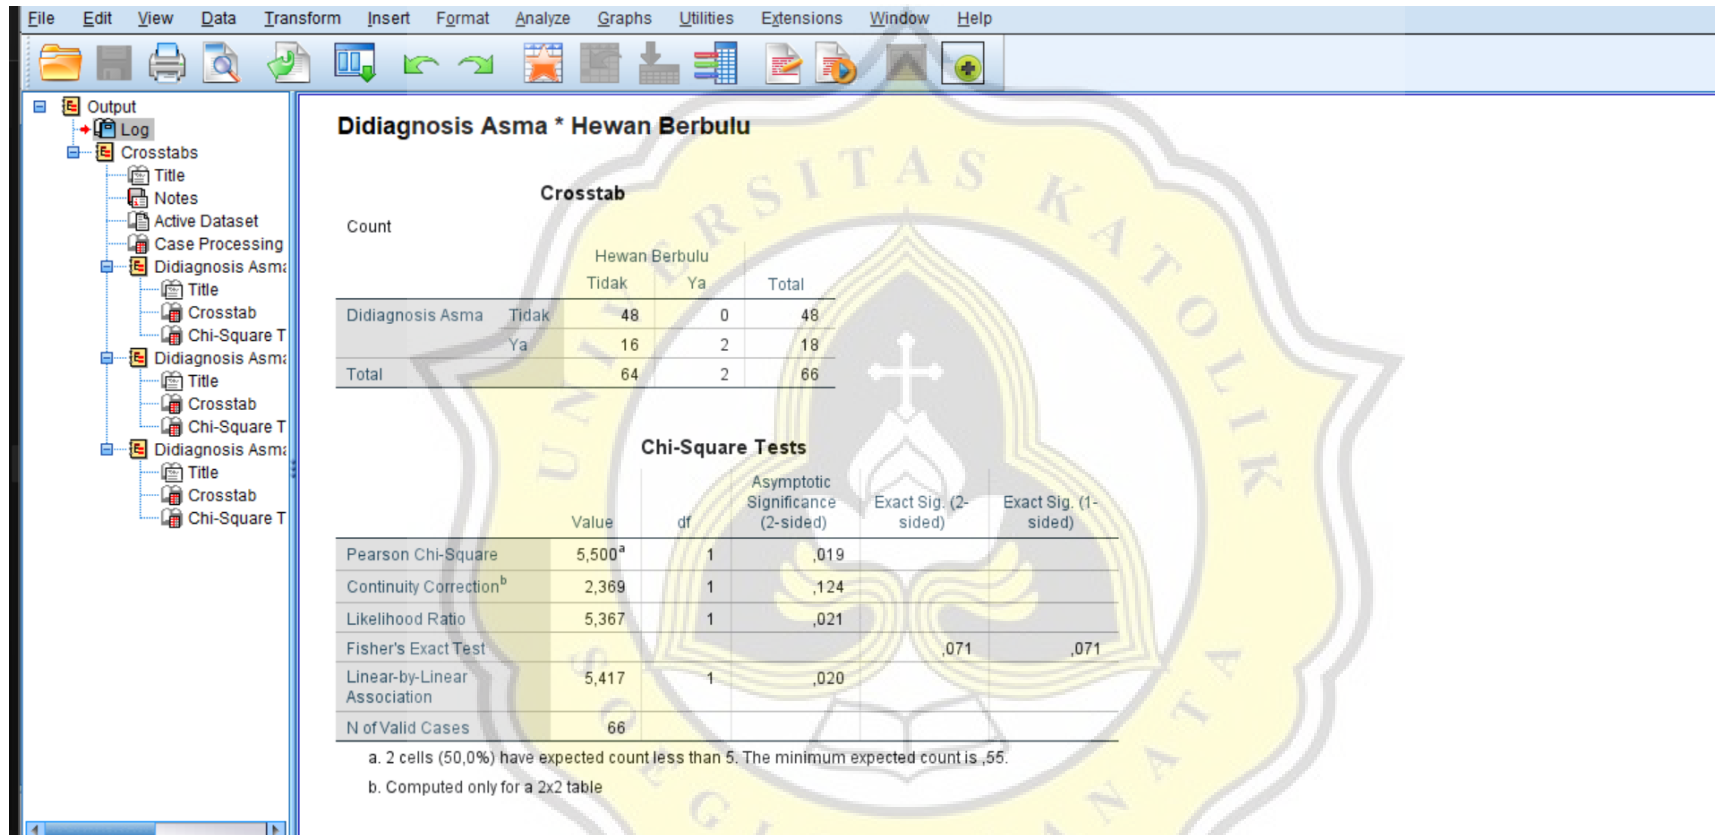 File Edit View Data Transform Insert Format Analyze Graphs Utilities Extensions Window Help
Output
Log
Crosstabs
Title
Notes
Active Dataset
Case Processing
Didiagnosis Asma
Title
Crosstab
Chi-Square T
Didiagnosis Asma
Title
Crosstab
Chi-Square T
Didiagnosis Asma
Title
Crosstab
Chi-Square T
Didiagnosis Asma * Hewan Berbulu
Crosstab
Count
Hewan Berbulu
Tidak Ya Total
Didiagnosis Asma Tidak 48 0 48
Ya 16 2 18
Total 64 2 66
Chi-Square Tests
Value df Asymptotic Significance (2-sided) Exact Sig. (2-sided) Exact Sig. (1-sided)
Pearson Chi-Square 5,500a 1 ,019
Continuity Correctionb 2,369 1 ,124
Likelihood Ratio 5,367 1 ,021
Fisher's Exact Test ,071 ,071
Linear-by-Linear Association 5,417 1 ,020
N of Valid Cases 66
a. 2 cells (50,0%) have expected count less than 5. The minimum expected count is ,55.
b. Computed only for a 2x2 table
UNIVERSITAS KATOLIK